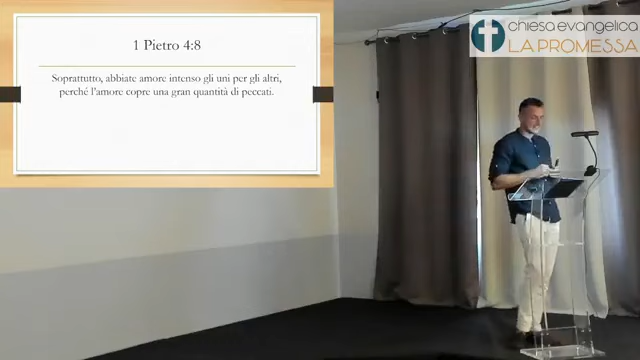 1 Pietro 4:8
Soprattutto, abbiate amore intenso gli uni per gli altri,
perché l'amore copre una gran quantità di peccati.
chiesa evangelica
LA PROMESSA